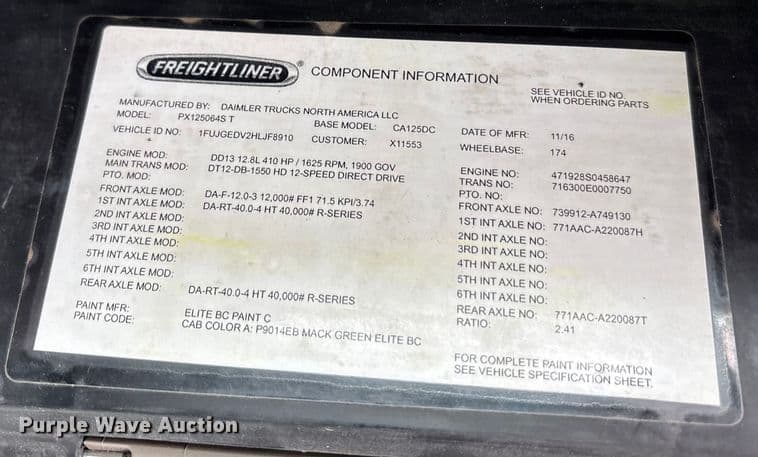 FREIGHTLINER® COMPONENT INFORMATION
SEE VEHICLE ID NO.
WHEN ORDERING PARTS
MANUFACTURED BY: DAIMLER TRUCKS NORTH AMERICA LLC
MODEL: PX125064S T BASE MODEL: CA125DC DATE OF MFR: 11/16
VEHICLE ID NO: 1FUJGEDV2HLJF8910 CUSTOMER: X11553 WHEELBASE: 174
ENGINE MOD: DD13 12.8L 410 HP / 1625 RPM, 1900 GOV ENGINE NO: 471928S0458647
MAIN TRANS MOD: DT12-DB-1550 HD 12-SPEED DIRECT DRIVE TRANS NO: 716300E0007750
PTO. MOD: PTO. NO:
FRONT AXLE MOD: DA-F-12.0-3 12,000# FF1 71.5 KPI/3.74 FRONT AXLE NO: 739912-A749130
1ST INT AXLE MOD: DA-RT-40.0-4 HT 40,000# R-SERIES 1ST INT AXLE NO: 771AAC-A220087H
2ND INT AXLE MOD: 2ND INT AXLE NO:
3RD INT AXLE MOD: 3RD INT AXLE NO:
4TH INT AXLE MOD: 4TH INT AXLE NO:
5TH INT AXLE MOD: 5TH INT AXLE NO:
6TH INT AXLE MOD: 6TH INT AXLE NO:
REAR AXLE MOD: DA-RT-40.0-4 HT 40,000# R-SERIES REAR AXLE NO: 771AAC-A220087T
RATIO: 2.41
PAINT MFR: ELITE BC PAINT C
PAINT CODE: CAB COLOR A: P9014EB MACK GREEN ELITE BC
FOR COMPLETE PAINT INFORMATION
SEE VEHICLE SPECIFICATION SHEET.
Purple Wave Auction